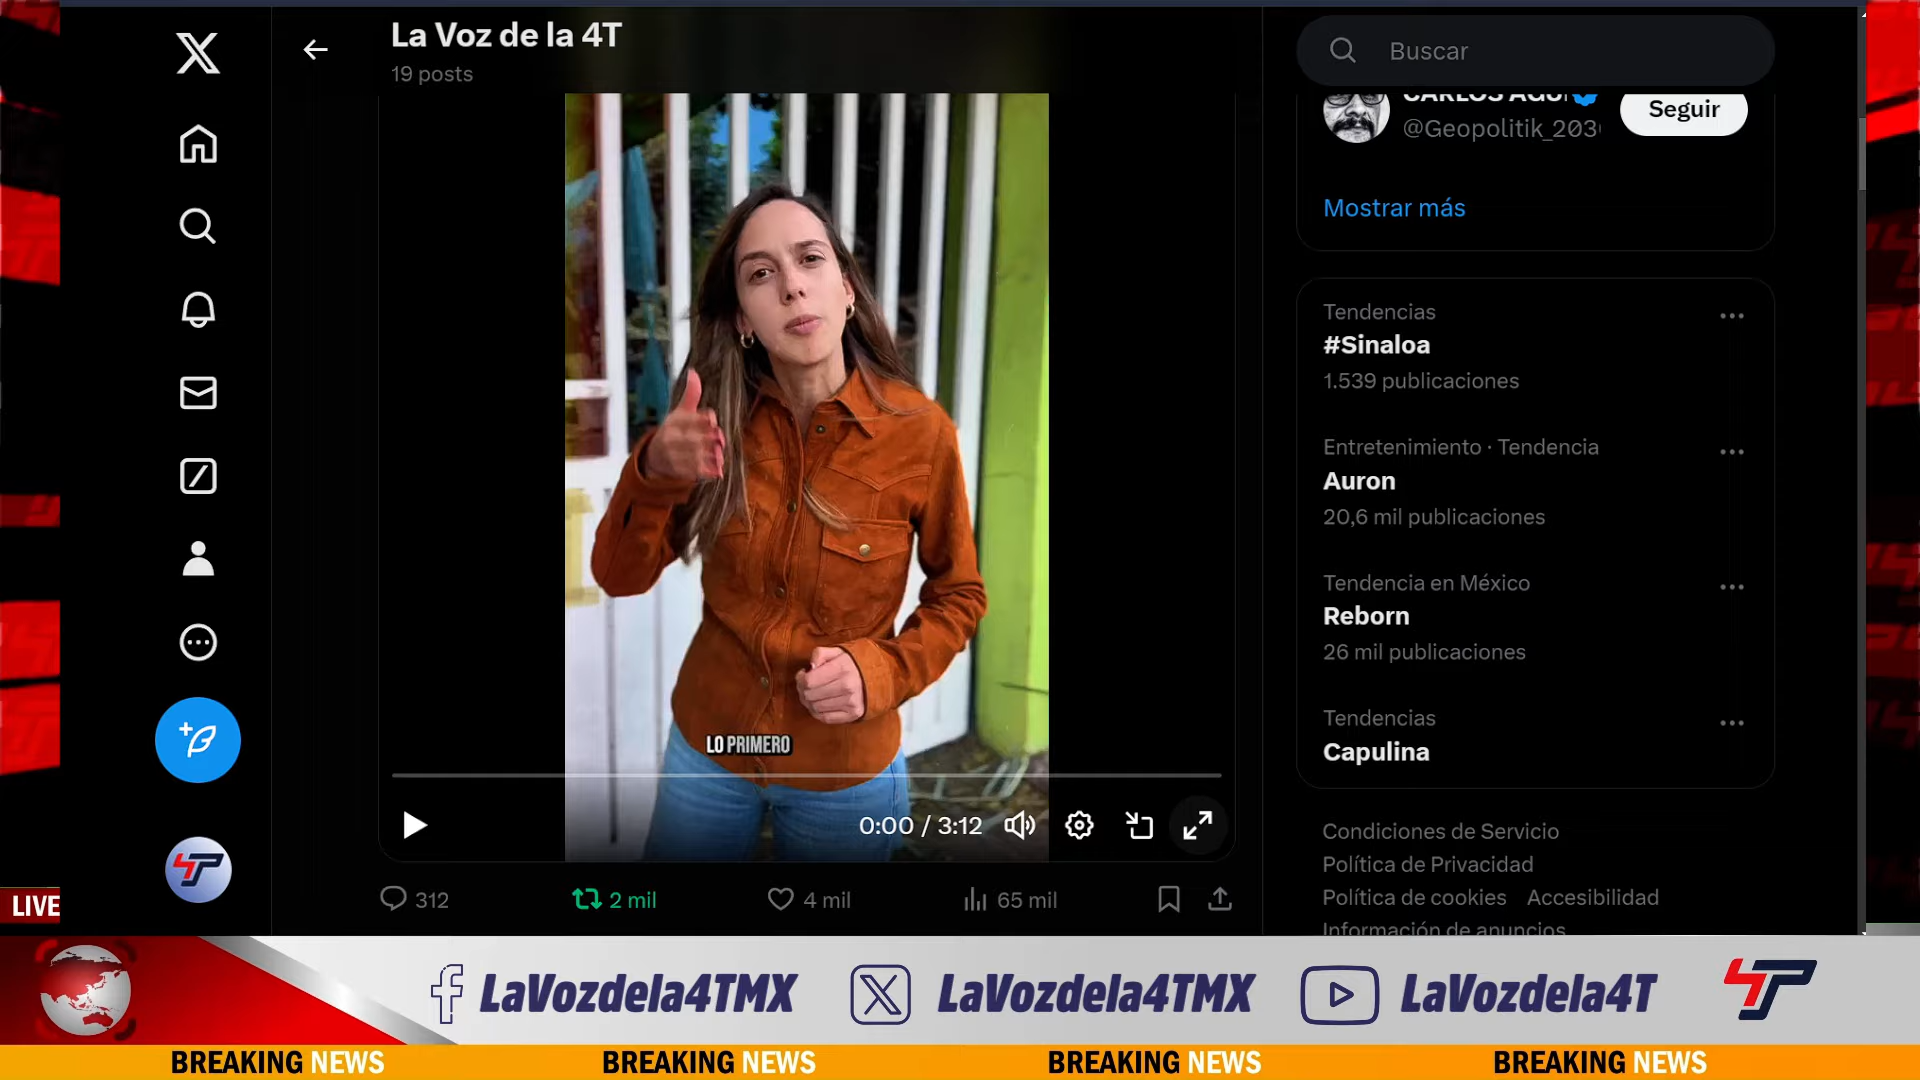 La Voz de la 4T
19 posts
LO PRIMERO
0:00 / 3:12
312
2 mil
4 mil
65 mil
Buscar
@Geopolitik_203
Seguir
Mostrar más
Tendencias
#Sinaloa
1.539 publicaciones
Entretenimiento · Tendencia
Auron
20,6 mil publicaciones
Tendencia en México
Reborn
26 mil publicaciones
Tendencias
Capulina
Condiciones de Servicio
Política de Privacidad
Política de cookies Accesibilidad
Información de anuncios
LIVE
LaVozdela4TMX LaVozdela4TMX LaVozdela4T
BREAKING NEWS BREAKING NEWS BREAKING NEWS BREAKING NEWS